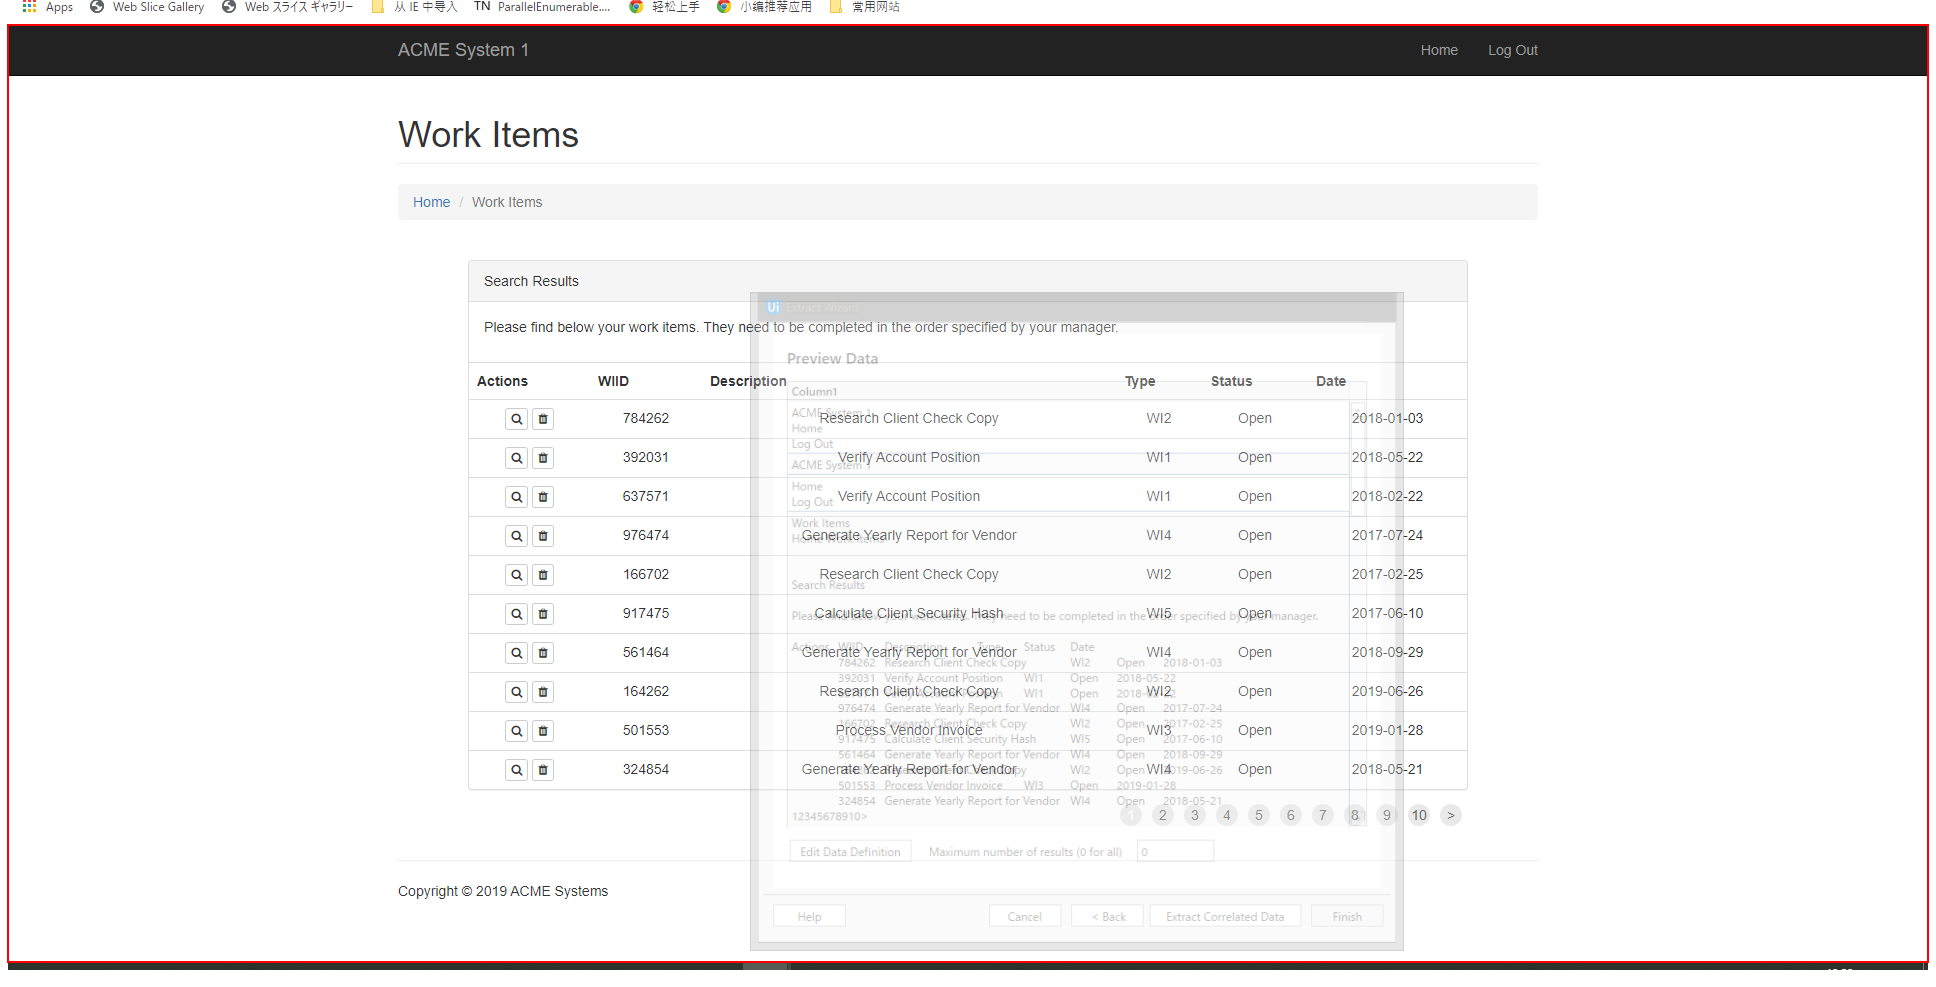 Apps Web Slice Gallery Web スライス ギャラリー 从 IE 中导入 TN ParallelEnumerable.... 轻松上手 小编推荐应用 常用网站
ACME System 1 Home Log Out
Work Items
Home / Work Items
Search Results
Ui Extract Wizard
Please find below your work items. They need to be completed in the order specified by your manager.
Preview Data
Actions WIID Description Type Status Date
Column1
784262 Research Client Check Copy WI2 Open 2018-01-03
392031 Verify Account Position WI1 Open 2018-05-22
637571 Verify Account Position WI1 Open 2018-02-22
976474 Generate Yearly Report for Vendor WI4 Open 2017-07-24
166702 Research Client Check Copy WI2 Open 2017-02-25
917475 Calculate Client Security Hash WI5 Open 2017-06-10
561464 Generate Yearly Report for Vendor WI4 Open 2018-09-29
164262 Research Client Check Copy WI2 Open 2019-06-26
501553 Process Vendor Invoice WI3 Open 2019-01-28
324854 Generate Yearly Report for Vendor WI4 Open 2018-05-21
1 2 3 4 5 6 7 8 9 10 >
ACME System 1
Home
Log Out
ACME System 1
Home
Log Out
Work Items
Home Work Items
Search Results
Please find below your work items. They need to be completed in the order specified by your manager.
Actions WIID Description Type Status Date
784262 Research Client Check Copy WI2 Open 2018-01-03
392031 Verify Account Position WI1 Open 2018-05-22
WI1 Open
976474 Generate Yearly Report for Vendor WI4 Open 2017-07-24
166702 Research Client Check Copy WI2 Open 2017-02-25
917475 Calculate Client Security Hash WI5 Open 2017-06-10
561464 Generate Yearly Report for Vendor WI4 Open 2018-09-29
WI2 Open 2019-06-26
501553 Process Vendor Invoice WI3 Open 2019-01-28
324854 Generate Yearly Report for Vendor WI4 Open 2018-05-21
12345678910>
Edit Data Definition Maximum number of results (0 for all) 0
Copyright © 2019 ACME Systems
Help Cancel < Back Extract Correlated Data Finish